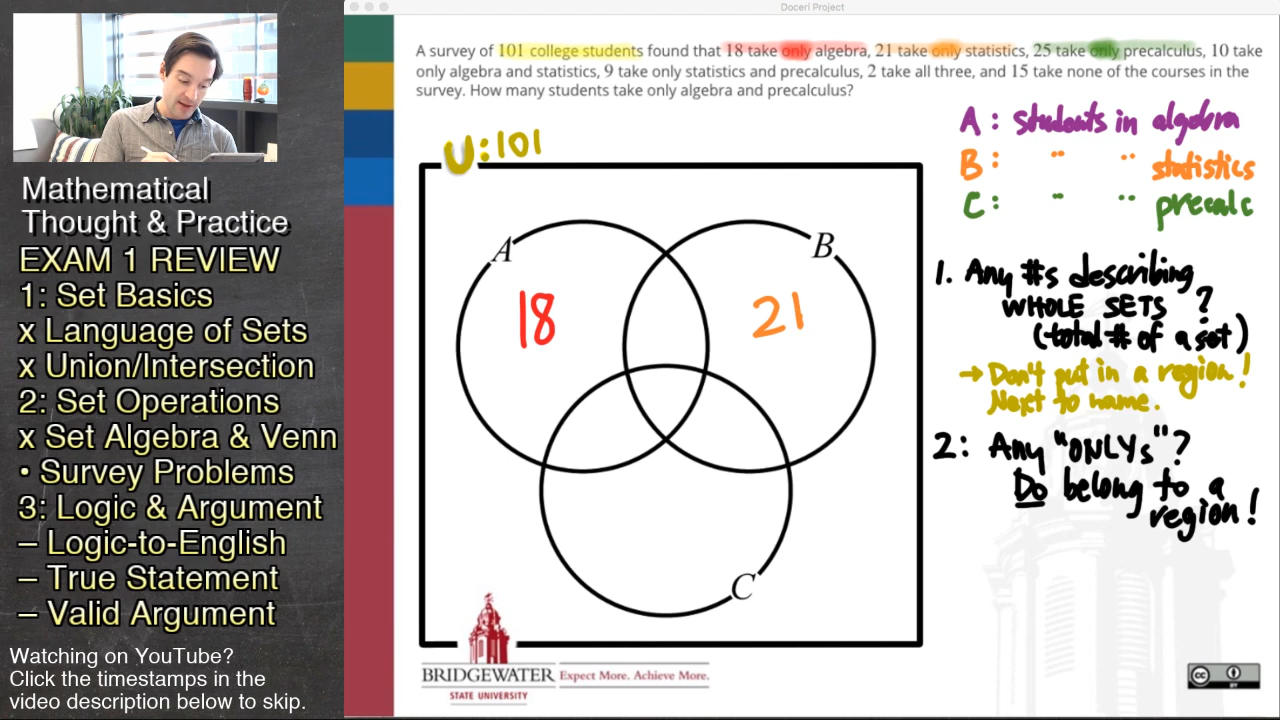 Doceri Project
A survey of 101 college students found that 18 take only algebra, 21 take only statistics, 25 take only precalculus, 10 take
only algebra and statistics, 9 take only statistics and precalculus, 2 take all three, and 15 take none of the courses in the
survey. How many students take only algebra and precalculus?
Mathematical
Thought & Practice
EXAM 1 REVIEW
1: Set Basics
x Language of Sets
x Union/Intersection
2: Set Operations
x Set Algebra & Venn
• Survey Problems
3: Logic & Argument
– Logic-to-English
– True Statement
– Valid Argument
Watching on YouTube?
Click the timestamps in the
video description below to skip.
U:101
A
B
18
21
C
A: Students in algebra
B: " " statistics
C: " " precalc
1. Any #s describing
WHOLE SETS ?
(total # of a set)
→ Don't put in a region!
Next to name.
2: Any "ONLYs"?
Do belong to a
region!
BRIDGEWATER
STATE UNIVERSITY
Expect More. Achieve More.
cc
BY